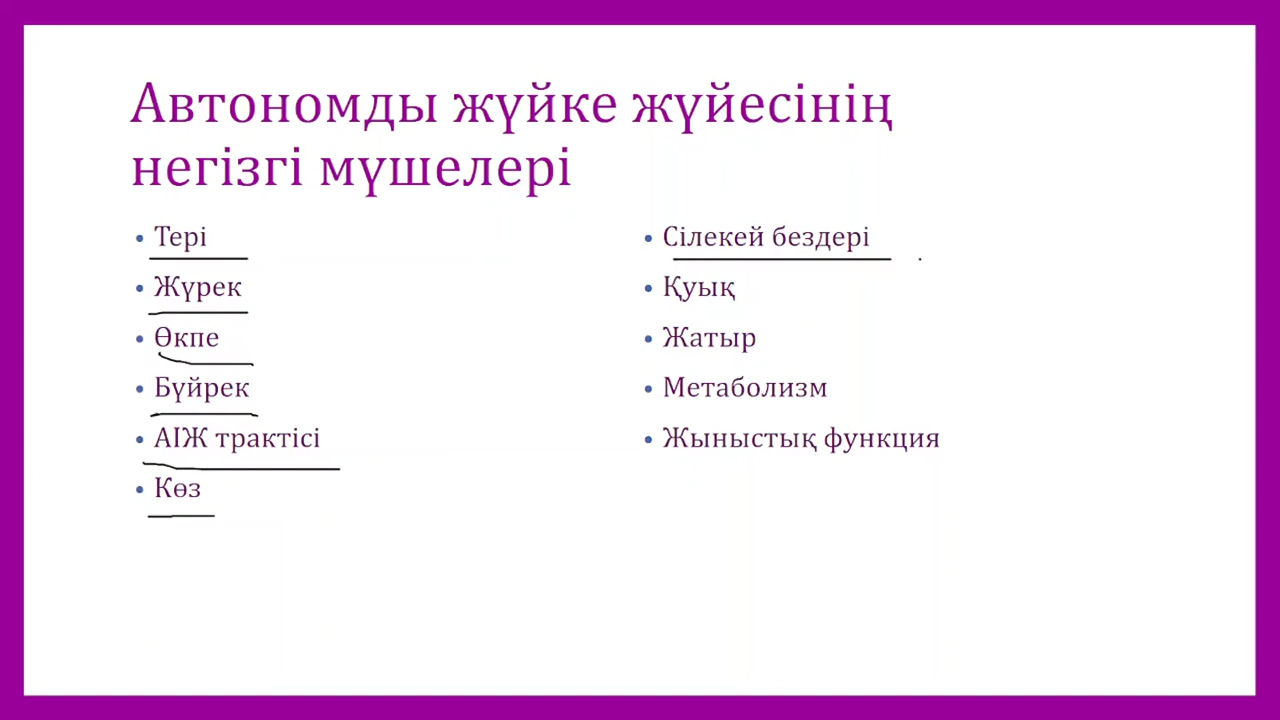 Автономды жүйке жүйесінің
негізгі мүшелері
• Тері
• Жүрек
• Өкпе
• Бүйрек
• АІЖ трактісі
• Көз
• Сілекей бездері
• Қуық
• Жатыр
• Метаболизм
• Жыныстық функция